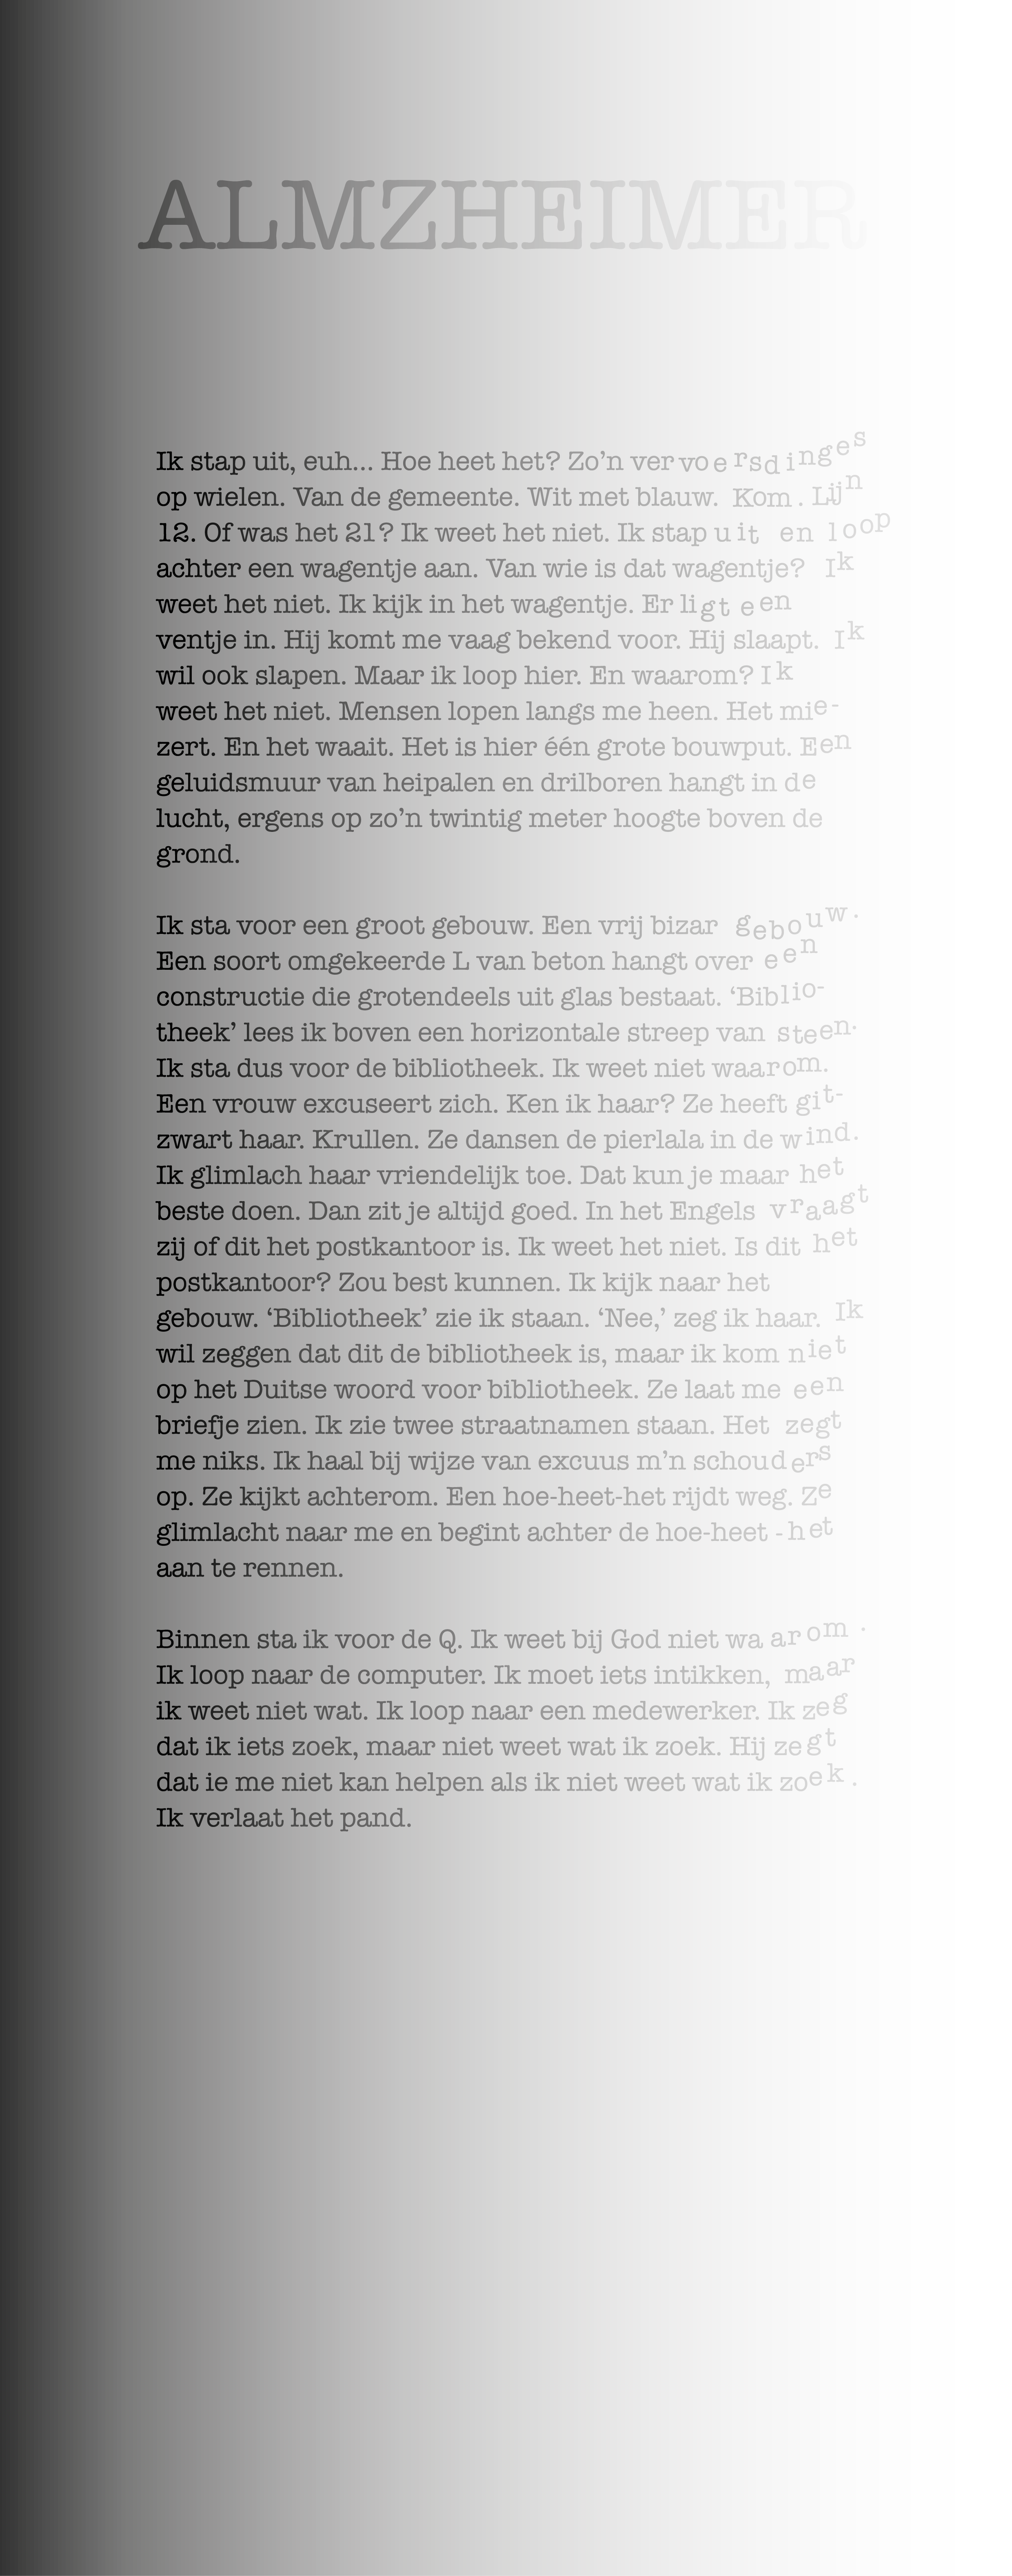 ALMZHEIMER
Ik stap uit, euh... Hoe heet het? Zo’n vervoersdinges
op wielen. Van de gemeente. Wit met blauw. Kom. Lijn
12. Of was het 21? Ik weet het niet. Ik stap uit en loop
achter een wagentje aan. Van wie is dat wagentje? Ik
weet het niet. Ik kijk in het wagentje. Er ligt een
ventje in. Hij komt me vaag bekend voor. Hij slaapt. Ik
wil ook slapen. Maar ik loop hier. En waarom? Ik
weet het niet. Mensen lopen langs me heen. Het mie-
zert. En het waait. Het is hier één grote bouwput. Een
geluidsmuur van heipalen en drilboren hangt in de
lucht, ergens op zo’n twintig meter hoogte boven de
grond.
Ik sta voor een groot gebouw. Een vrij bizar gebouw.
Een soort omgekeerde L van beton hangt over een
constructie die grotendeels uit glas bestaat. ‘Biblio-
theek’ lees ik boven een horizontale streep van steen.
Ik sta dus voor de bibliotheek. Ik weet niet waarom.
Een vrouw excuseert zich. Ken ik haar? Ze heeft git-
zwart haar. Krullen. Ze dansen de pierlala in de wind.
Ik glimlach haar vriendelijk toe. Dat kun je maar het
beste doen. Dan zit je altijd goed. In het Engels vraagt
zij of dit het postkantoor is. Ik weet het niet. Is dit het
postkantoor? Zou best kunnen. Ik kijk naar het
gebouw. ‘Bibliotheek’ zie ik staan. ‘Nee,’ zeg ik haar. Ik
wil zeggen dat dit de bibliotheek is, maar ik kom niet
op het Duitse woord voor bibliotheek. Ze laat me een
briefje zien. Ik zie twee straatnamen staan. Het zegt
me niks. Ik haal bij wijze van excuus m’n schouders
op. Ze kijkt achterom. Een hoe-heet-het rijdt weg. Ze
glimlacht naar me en begint achter de hoe-heet-het
aan te rennen.
Binnen sta ik voor de Q. Ik weet bij God niet waarom.
Ik loop naar de computer. Ik moet iets intikken, maar
ik weet niet wat. Ik loop naar een medewerker. Ik zeg
dat ik iets zoek, maar niet weet wat ik zoek. Hij zegt
dat ie me niet kan helpen als ik niet weet wat ik zoek.
Ik verlaat het pand.